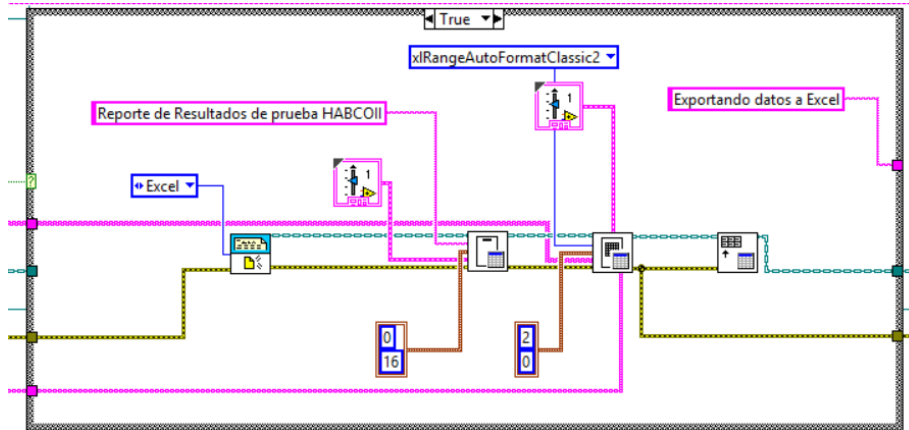 True
xlRangeAutoFormatClassic2
1
Exportando datos a Excel
Reporte de Resultados de prueba HABCOII
1
Excel
?
0
16
2
0